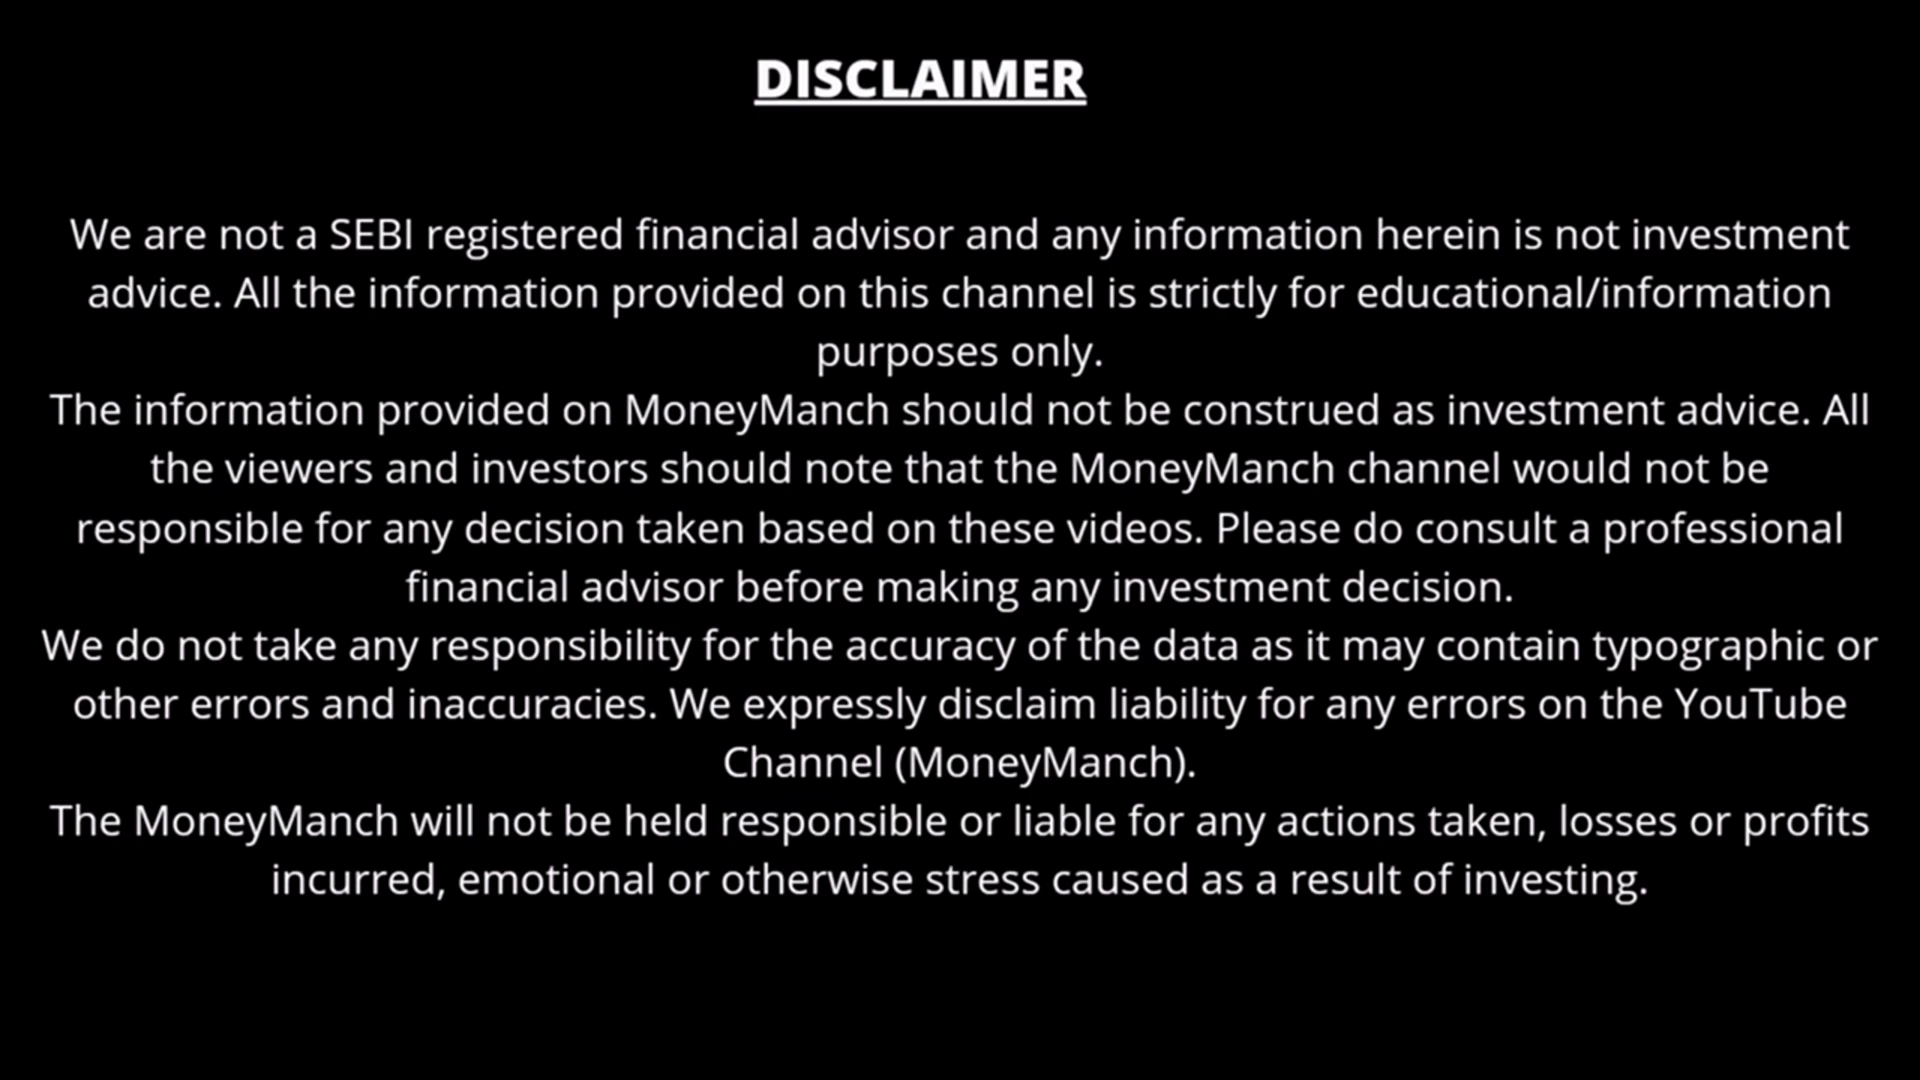 DISCLAIMER
We are not a SEBI registered financial advisor and any information herein is not investment
advice. All the information provided on this channel is strictly for educational/information
purposes only.
The information provided on MoneyManch should not be construed as investment advice. All
the viewers and investors should note that the MoneyManch channel would not be
responsible for any decision taken based on these videos. Please do consult a professional
financial advisor before making any investment decision.
We do not take any responsibility for the accuracy of the data as it may contain typographic or
other errors and inaccuracies. We expressly disclaim liability for any errors on the YouTube
Channel (MoneyManch).
The MoneyManch will not be held responsible or liable for any actions taken, losses or profits
incurred, emotional or otherwise stress caused as a result of investing.